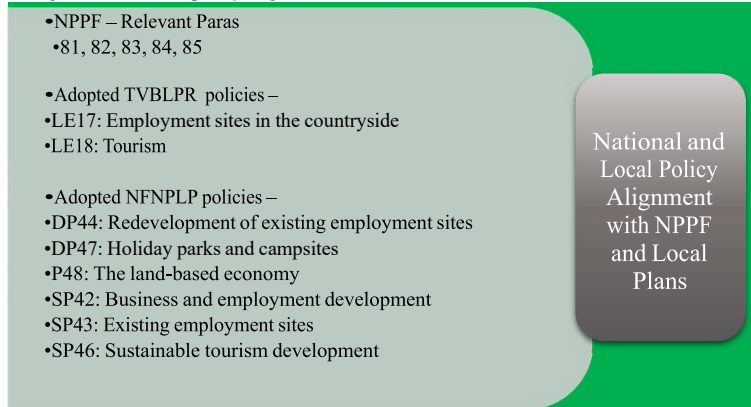 •NPPF – Relevant Paras
•81, 82, 83, 84, 85
•Adopted TVBLPR policies –
•LE17: Employment sites in the countryside
•LE18: Tourism
•Adopted NFNPLP policies –
•DP44: Redevelopment of existing employment sites
•DP47: Holiday parks and campsites
•P48: The land-based economy
•SP42: Business and employment development
•SP43: Existing employment sites
•SP46: Sustainable tourism development
National and
Local Policy
Alignment
with NPPF
and Local
Plans